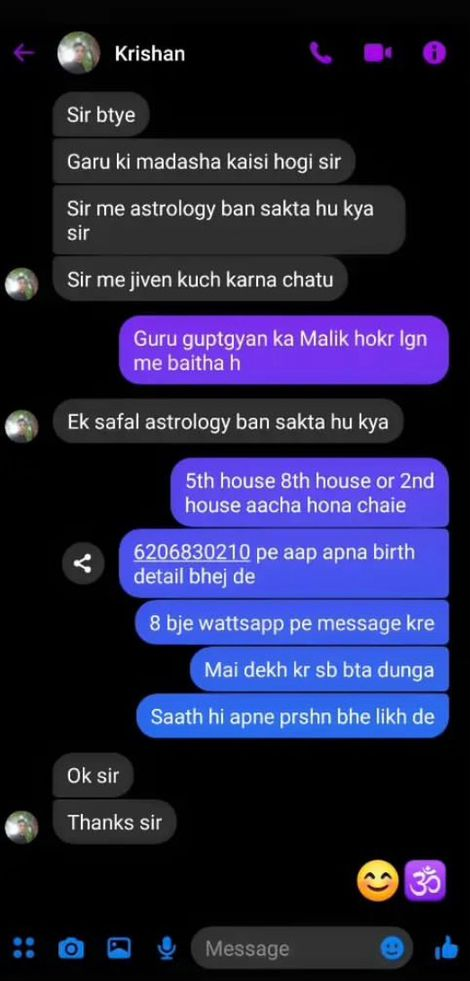 Krishan
Sir btye
Garu ki madasha kaisi hogi sir
Sir me astrology ban sakta hu kya
sir
Sir me jiven kuch karna chatu
Guru guptgyan ka Malik hokr lgn
me baitha h
Ek safal astrology ban sakta hu kya
5th house 8th house or 2nd
house aacha hona chaie
6206830210 pe aap apna birth
detail bhej de
8 bje wattsapp pe message kre
Mai dekh kr sb bta dunga
Saath hi apne prshn bhe likh de
Ok sir
Thanks sir
😊🕉️
Message